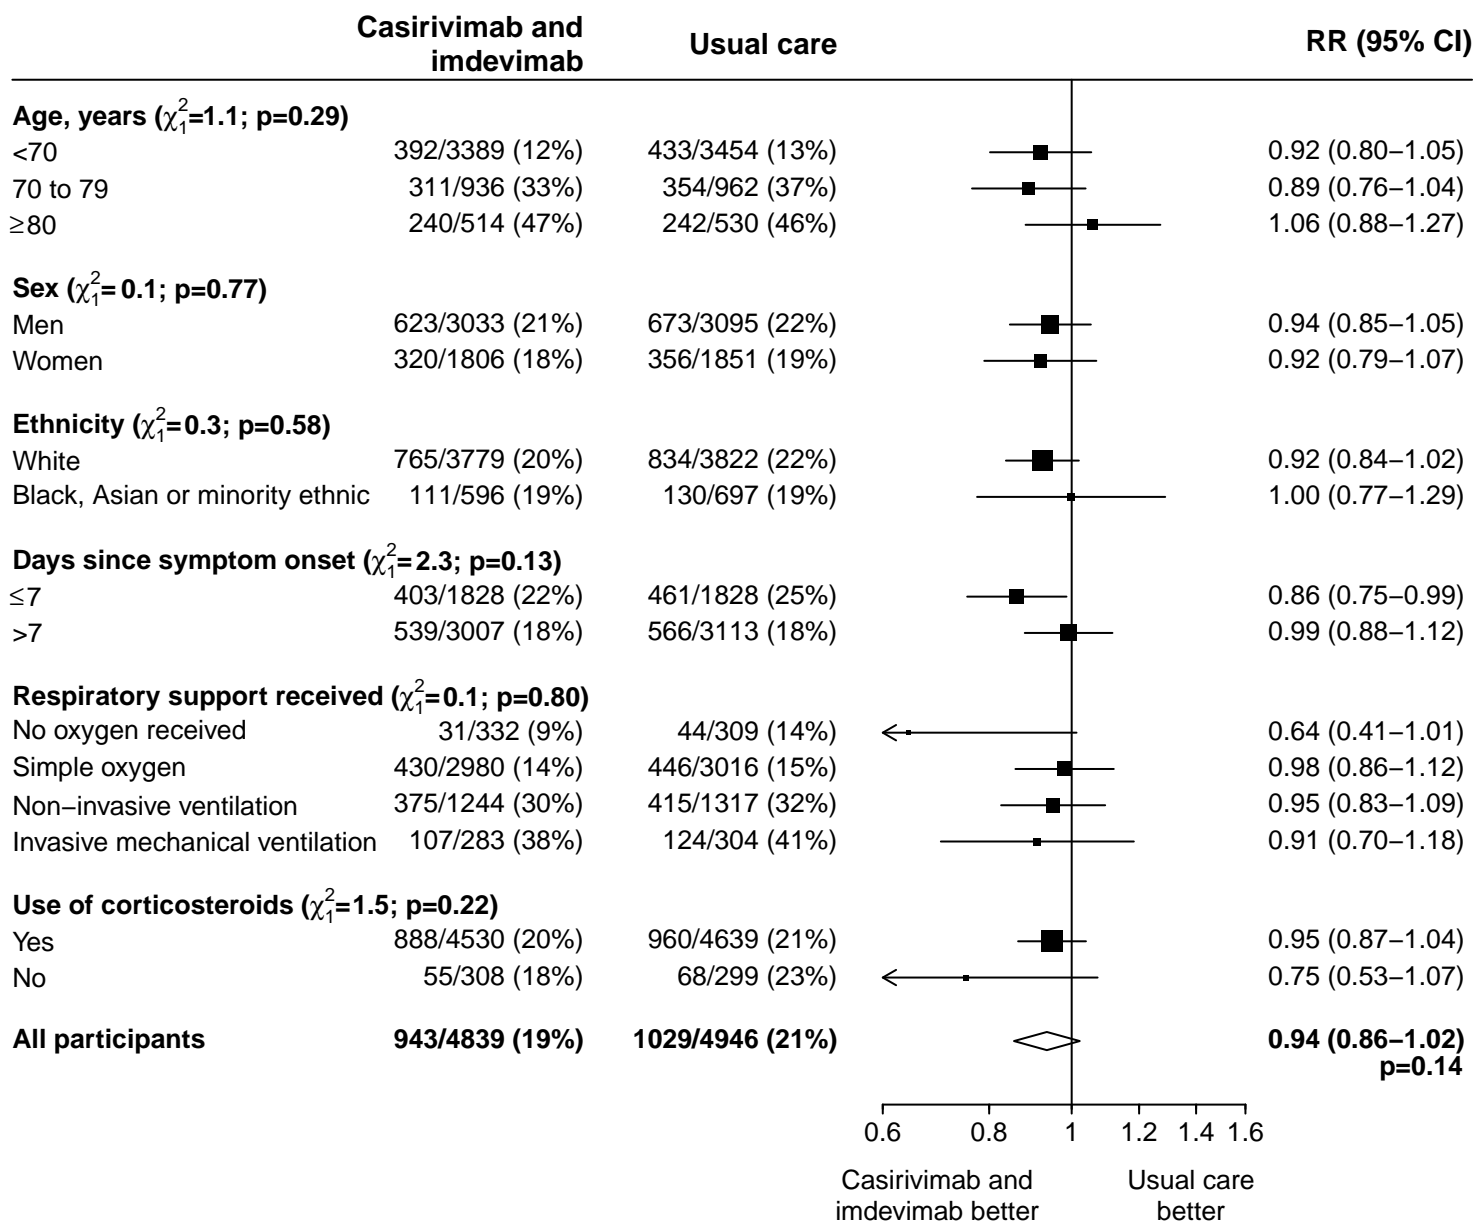 Casirivimab and imdevimab Usual care RR (95% CI)
Age, years (χ²₁=1.1; p=0.29)
<70 392/3389 (12%) 433/3454 (13%) 0.92 (0.80–1.05)
70 to 79 311/936 (33%) 354/962 (37%) 0.89 (0.76–1.04)
≥80 240/514 (47%) 242/530 (46%) 1.06 (0.88–1.27)
Sex (χ²₁=0.1; p=0.77)
Men 623/3033 (21%) 673/3095 (22%) 0.94 (0.85–1.05)
Women 320/1806 (18%) 356/1851 (19%) 0.92 (0.79–1.07)
Ethnicity (χ²₁=0.3; p=0.58)
White 765/3779 (20%) 834/3822 (22%) 0.92 (0.84–1.02)
Black, Asian or minority ethnic 111/596 (19%) 130/697 (19%) 1.00 (0.77–1.29)
Days since symptom onset (χ²₁=2.3; p=0.13)
≤7 403/1828 (22%) 461/1828 (25%) 0.86 (0.75–0.99)
>7 539/3007 (18%) 566/3113 (18%) 0.99 (0.88–1.12)
Respiratory support received (χ²₁=0.1; p=0.80)
No oxygen received 31/332 (9%) 44/309 (14%) 0.64 (0.41–1.01)
Simple oxygen 430/2980 (14%) 446/3016 (15%) 0.98 (0.86–1.12)
Non–invasive ventilation 375/1244 (30%) 415/1317 (32%) 0.95 (0.83–1.09)
Invasive mechanical ventilation 107/283 (38%) 124/304 (41%) 0.91 (0.70–1.18)
Use of corticosteroids (χ²₁=1.5; p=0.22)
Yes 888/4530 (20%) 960/4639 (21%) 0.95 (0.87–1.04)
No 55/308 (18%) 68/299 (23%) 0.75 (0.53–1.07)
All participants 943/4839 (19%) 1029/4946 (21%) 0.94 (0.86–1.02)
p=0.14
0.6 0.8 1 1.2 1.4 1.6
Casirivimab and Usual care
imdevimab better better